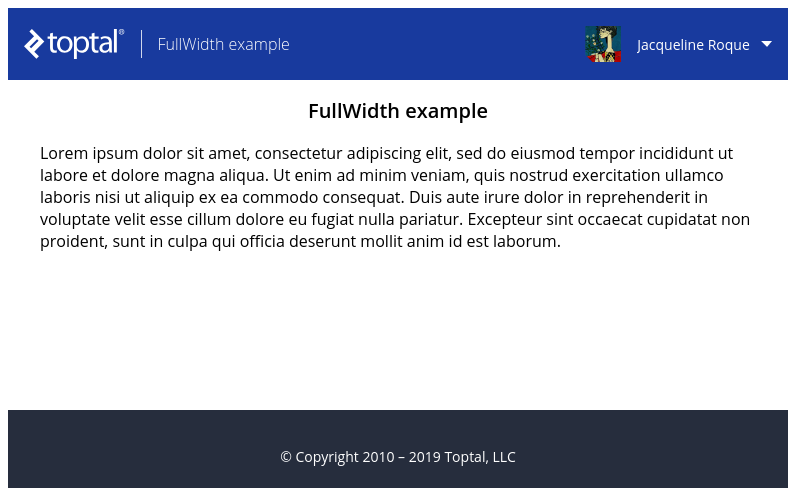 toptal® FullWidth example Jacqueline Roque
FullWidth example
Lorem ipsum dolor sit amet, consectetur adipiscing elit, sed do eiusmod tempor incididunt ut
labore et dolore magna aliqua. Ut enim ad minim veniam, quis nostrud exercitation ullamco
laboris nisi ut aliquip ex ea commodo consequat. Duis aute irure dolor in reprehenderit in
voluptate velit esse cillum dolore eu fugiat nulla pariatur. Excepteur sint occaecat cupidatat non
proident, sunt in culpa qui officia deserunt mollit anim id est laborum.
© Copyright 2010 – 2019 Toptal, LLC